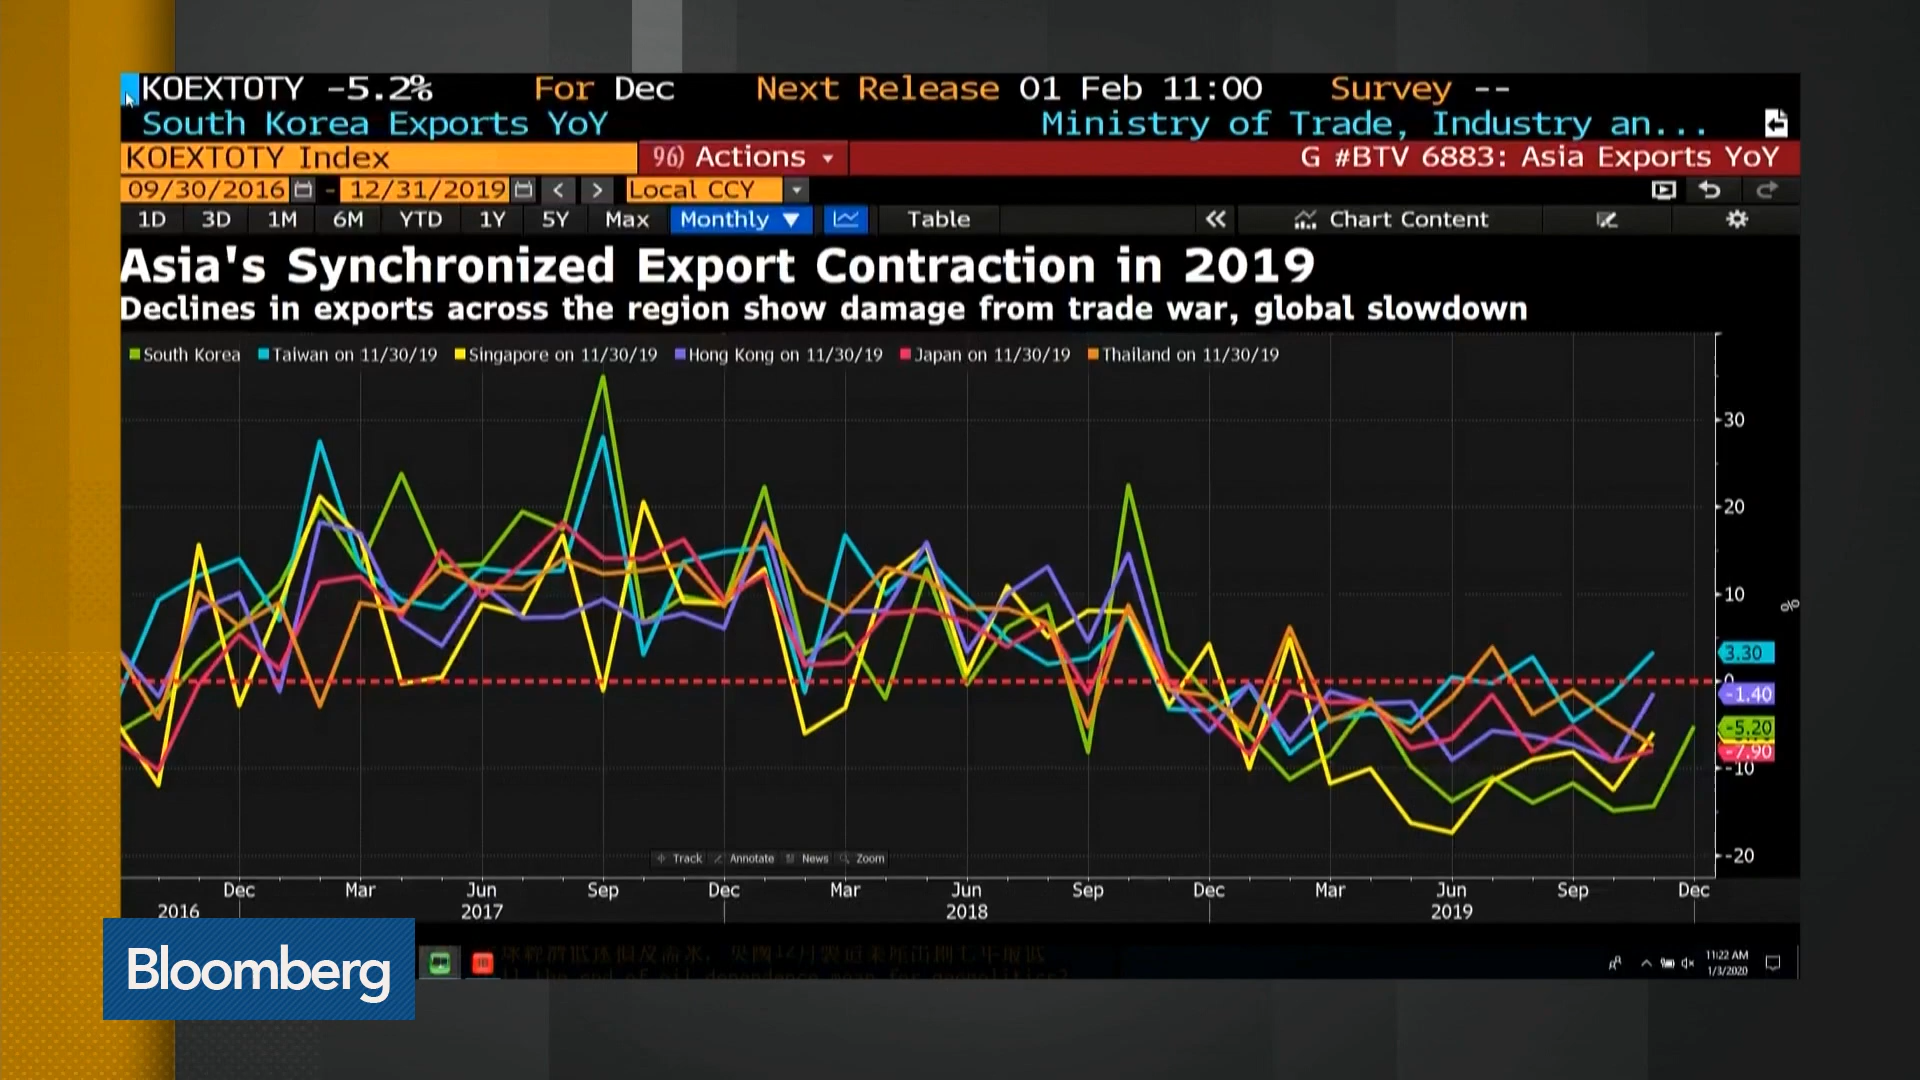 KOEXTOTY -5.2% For Dec Next Release 01 Feb 11:00 Survey --
South Korea Exports YoY Ministry of Trade, Industry an...
KOEXTOTY Index 96) Actions G #BTV 6883: Asia Exports YoY
09/30/2016 - 12/31/2019 < > Local CCY
1D 3D 1M 6M YTD 1Y 5Y Max Monthly ▼ Table « Chart Content
Asia's Synchronized Export Contraction in 2019
Declines in exports across the region show damage from trade war, global slowdown
South Korea Taiwan on 11/30/19 Singapore on 11/30/19 Hong Kong on 11/30/19 Japan on 11/30/19 Thailand on 11/30/19
30
20
10
%
3.30
0
-1.40
-5.20
-7.90
-10
-20
Track Annotate News Zoom
Dec Mar Jun Sep Dec Mar Jun Sep Dec Mar Jun Sep Dec
2016 2017 2018 2019
Bloomberg
11:22 AM
1/3/2020